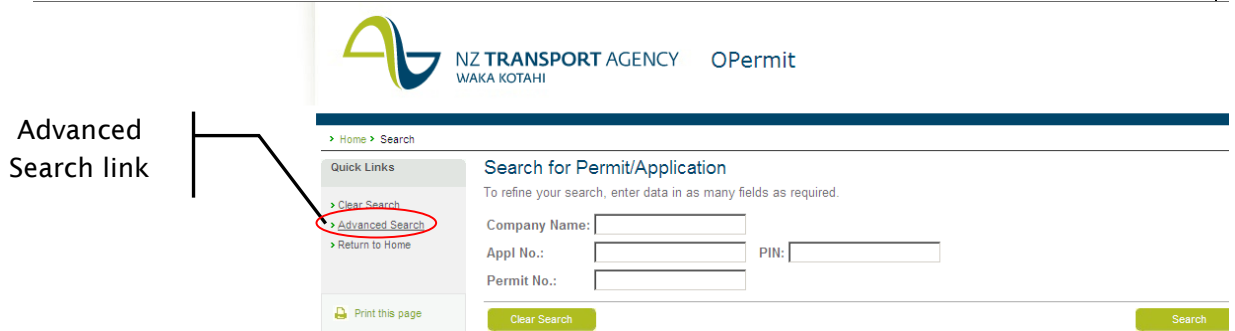 NZ TRANSPORT AGENCY OPermit
WAKA KOTAHI
Advanced
Search link
> Home > Search
Quick Links
> Clear Search
> Advanced Search
> Return to Home
Print this page
Search for Permit/Application
To refine your search, enter data in as many fields as required.
Company Name:
Appl No.: PIN:
Permit No.:
Clear Search Search